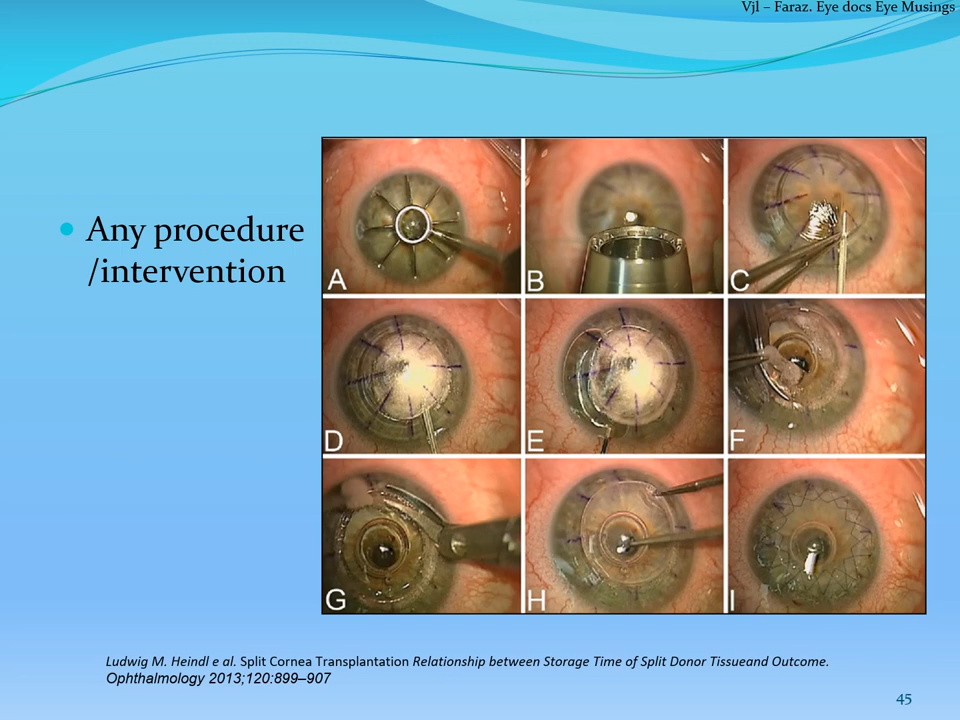 Vjl – Faraz. Eye docs Eye Musings
Any procedure
/intervention
A
B
C
D
E
F
G
H
I
Ludwig M. Heindl e al. Split Cornea Transplantation Relationship between Storage Time of Split Donor Tissueand Outcome.
Ophthalmology 2013;120:899–907
45